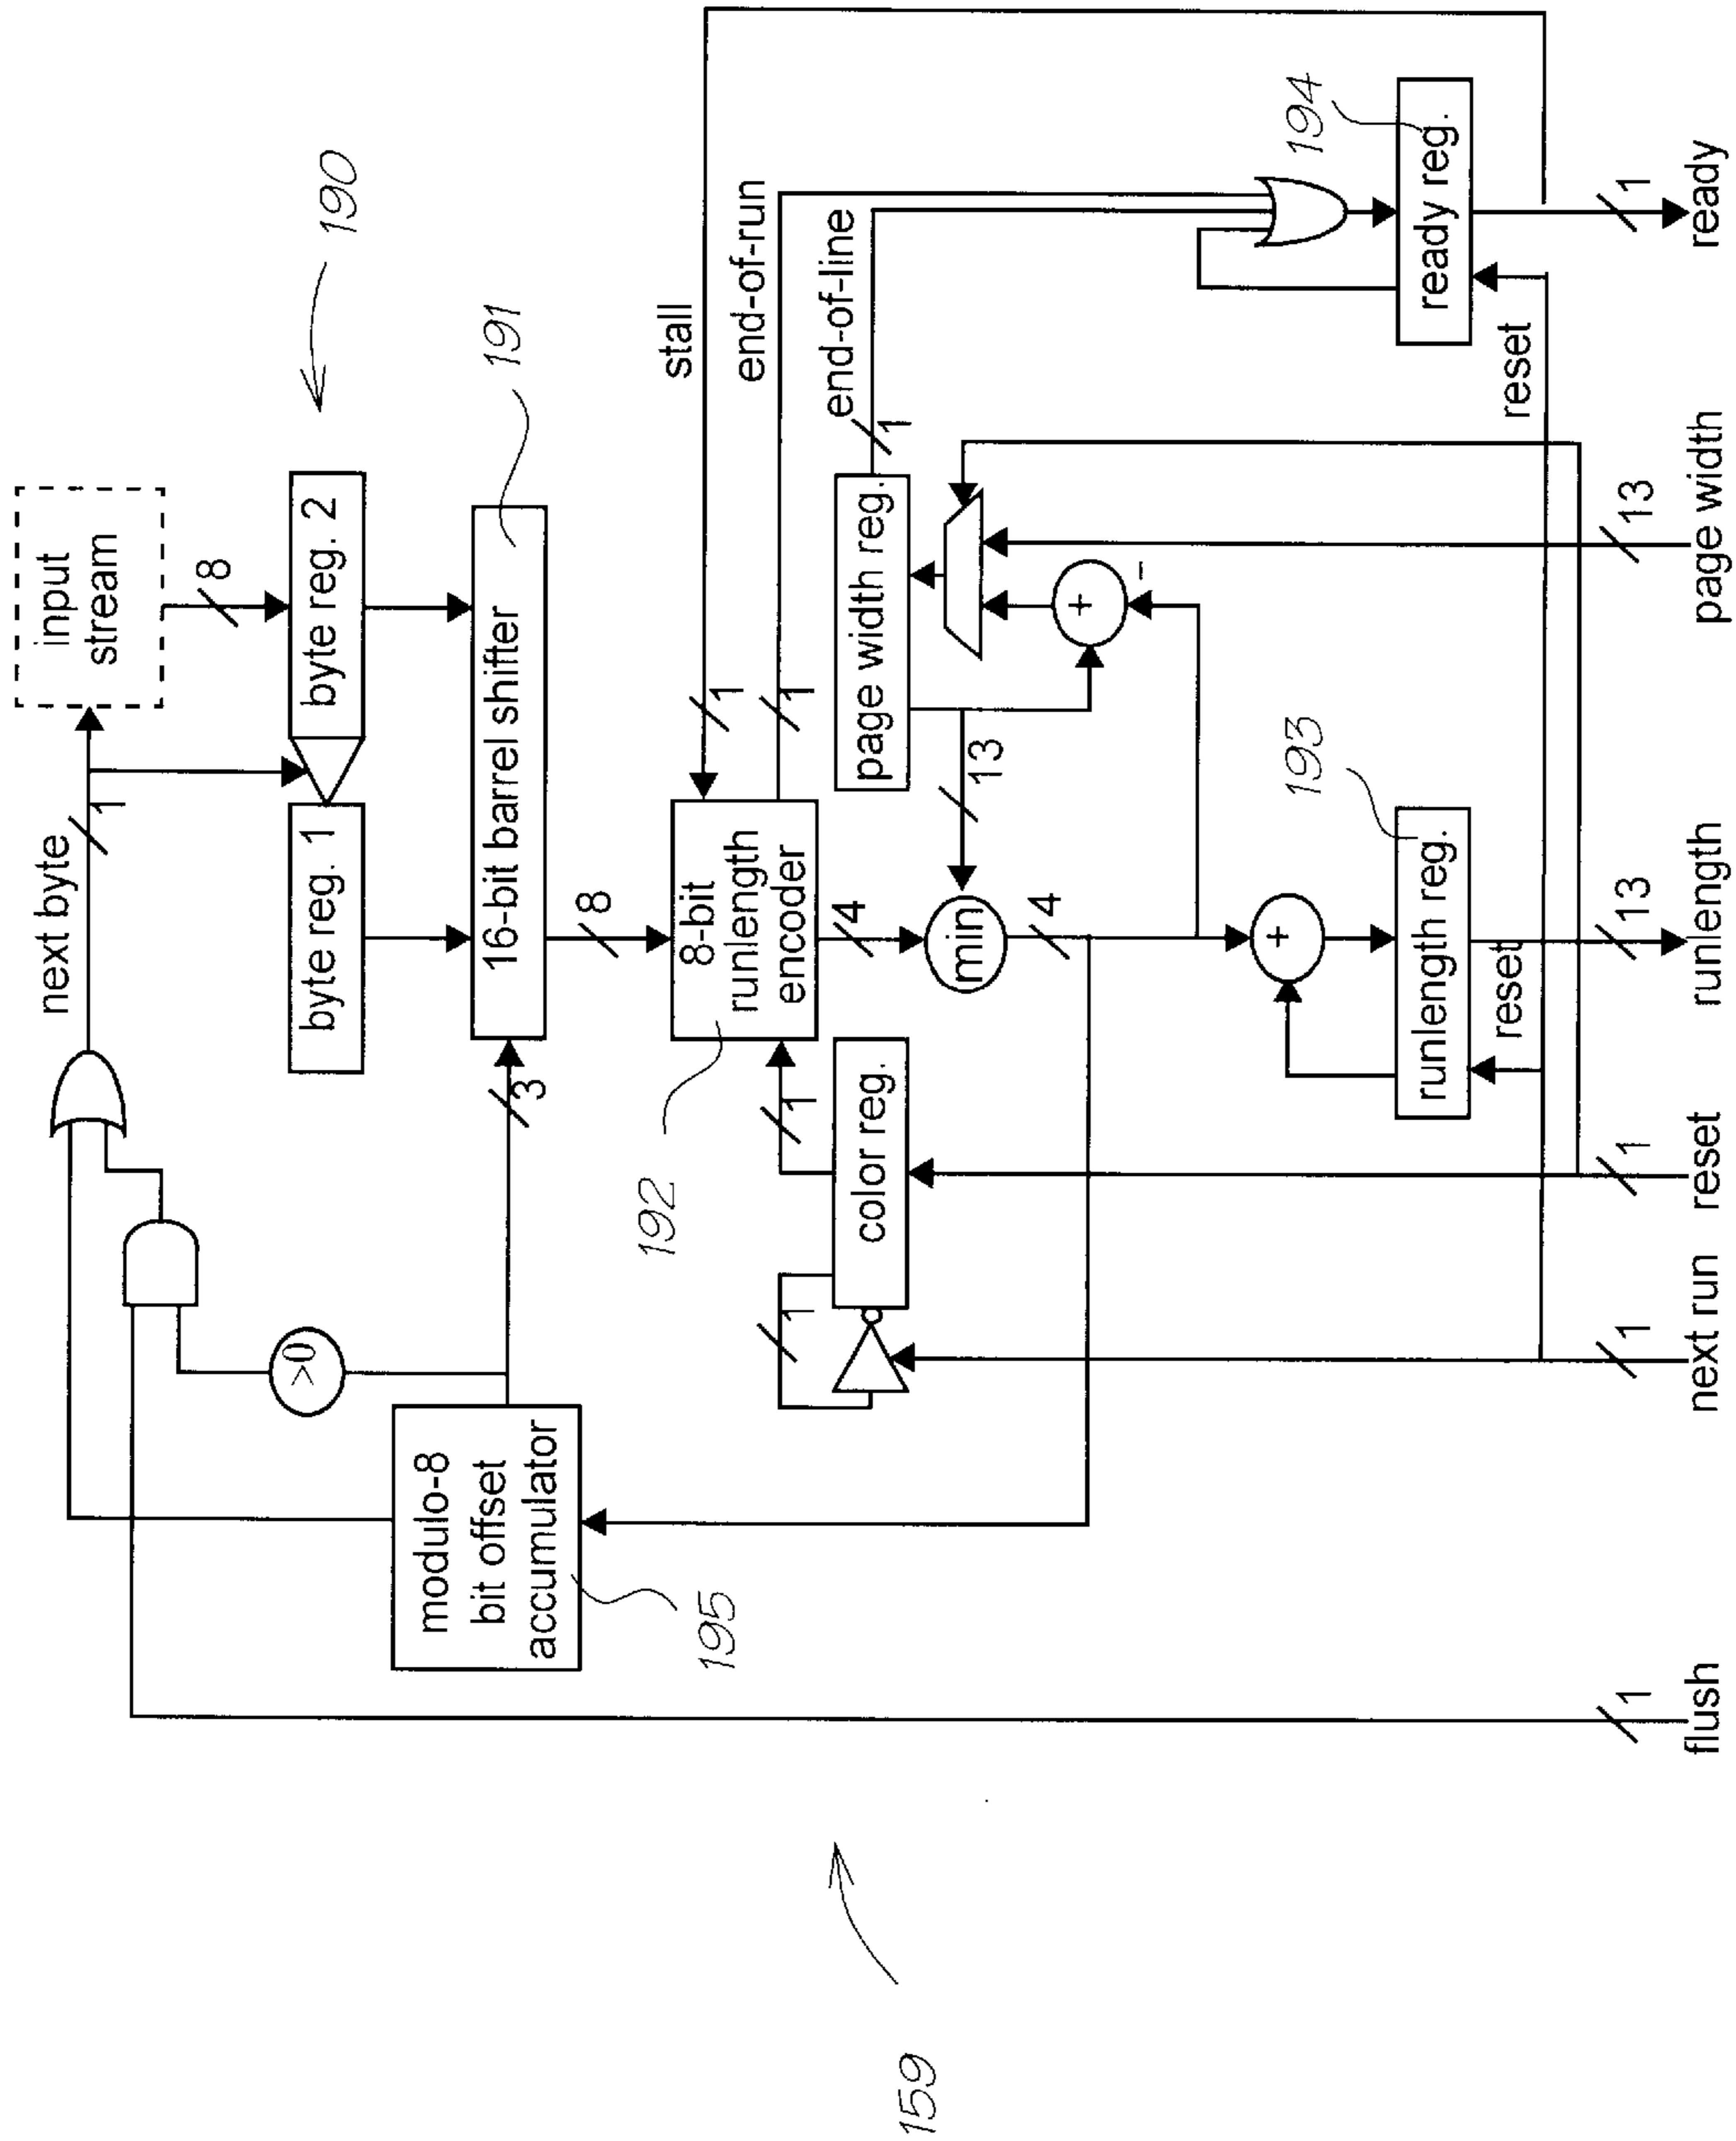 input
stream
next byte
1
8
190
byte reg. 1
byte reg. 2
16-bit barrel shifter
191
3
8
>0
modulo-8
bit offset
accumulator
195
192
8-bit
runlength
encoder
stall
1
end-of-run
1
end-of-line
1
page width reg.
color reg.
1
1
4
min
4
13
+
-
+
193
runlength reg.
reset
194
ready reg.
reset
1
flush
1
next run
1
reset
13
runlength
13
page width
1
ready
159